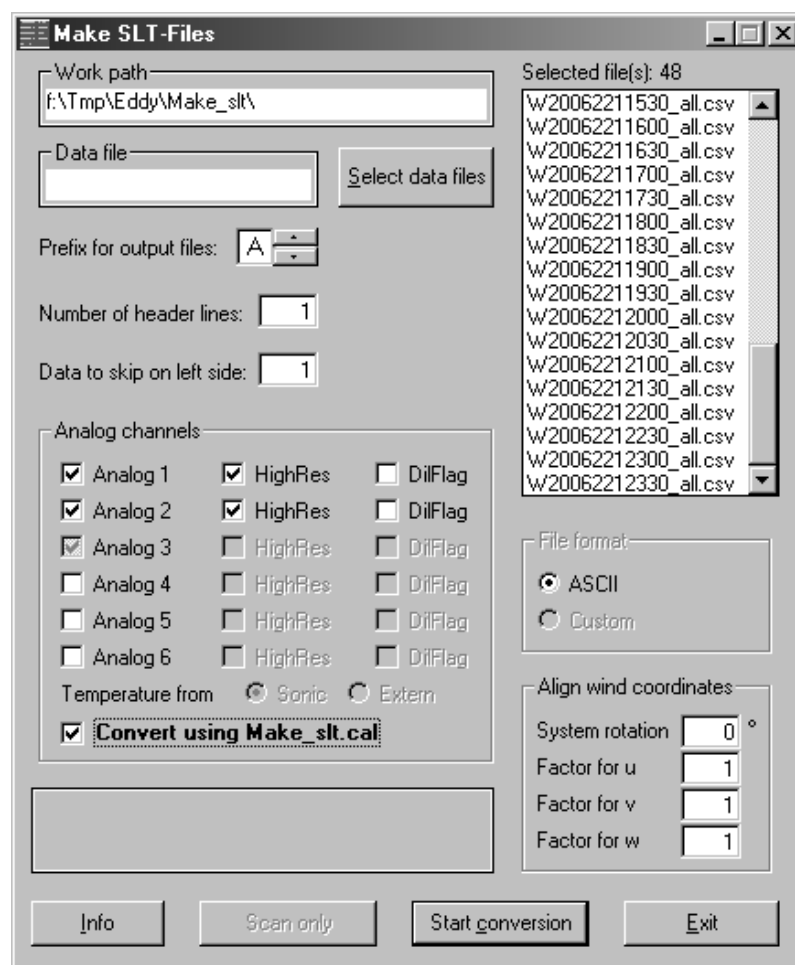 Make SLT-Files
Work path
f:\Tmp\Eddy\Make_slt\
Data file
Select data files
Prefix for output files: A
Number of header lines: 1
Data to skip on left side: 1
Analog channels
Analog 1 HighRes DilFlag
Analog 2 HighRes DilFlag
Analog 3 HighRes DilFlag
Analog 4 HighRes DilFlag
Analog 5 HighRes DilFlag
Analog 6 HighRes DilFlag
Temperature from Sonic Extern
Convert using Make_slt.cal
Selected file(s): 48
W20062211530_all.csv
W20062211600_all.csv
W20062211630_all.csv
W20062211700_all.csv
W20062211730_all.csv
W20062211800_all.csv
W20062211830_all.csv
W20062211900_all.csv
W20062211930_all.csv
W20062212000_all.csv
W20062212030_all.csv
W20062212100_all.csv
W20062212130_all.csv
W20062212200_all.csv
W20062212230_all.csv
W20062212300_all.csv
W20062212330_all.csv
File format
ASCII
Custom
Align wind coordinates
System rotation 0 °
Factor for u 1
Factor for v 1
Factor for w 1
Info Scan only Start conversion Exit